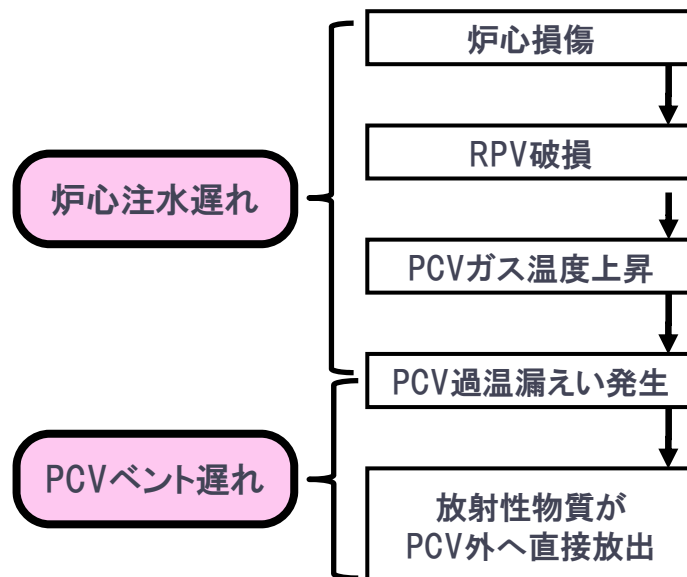 炉心損傷
RPV破損
炉心注水遅れ
PCVガス温度上昇
PCV過温漏えい発生
PCVベント遅れ
放射性物質が
PCV外へ直接放出